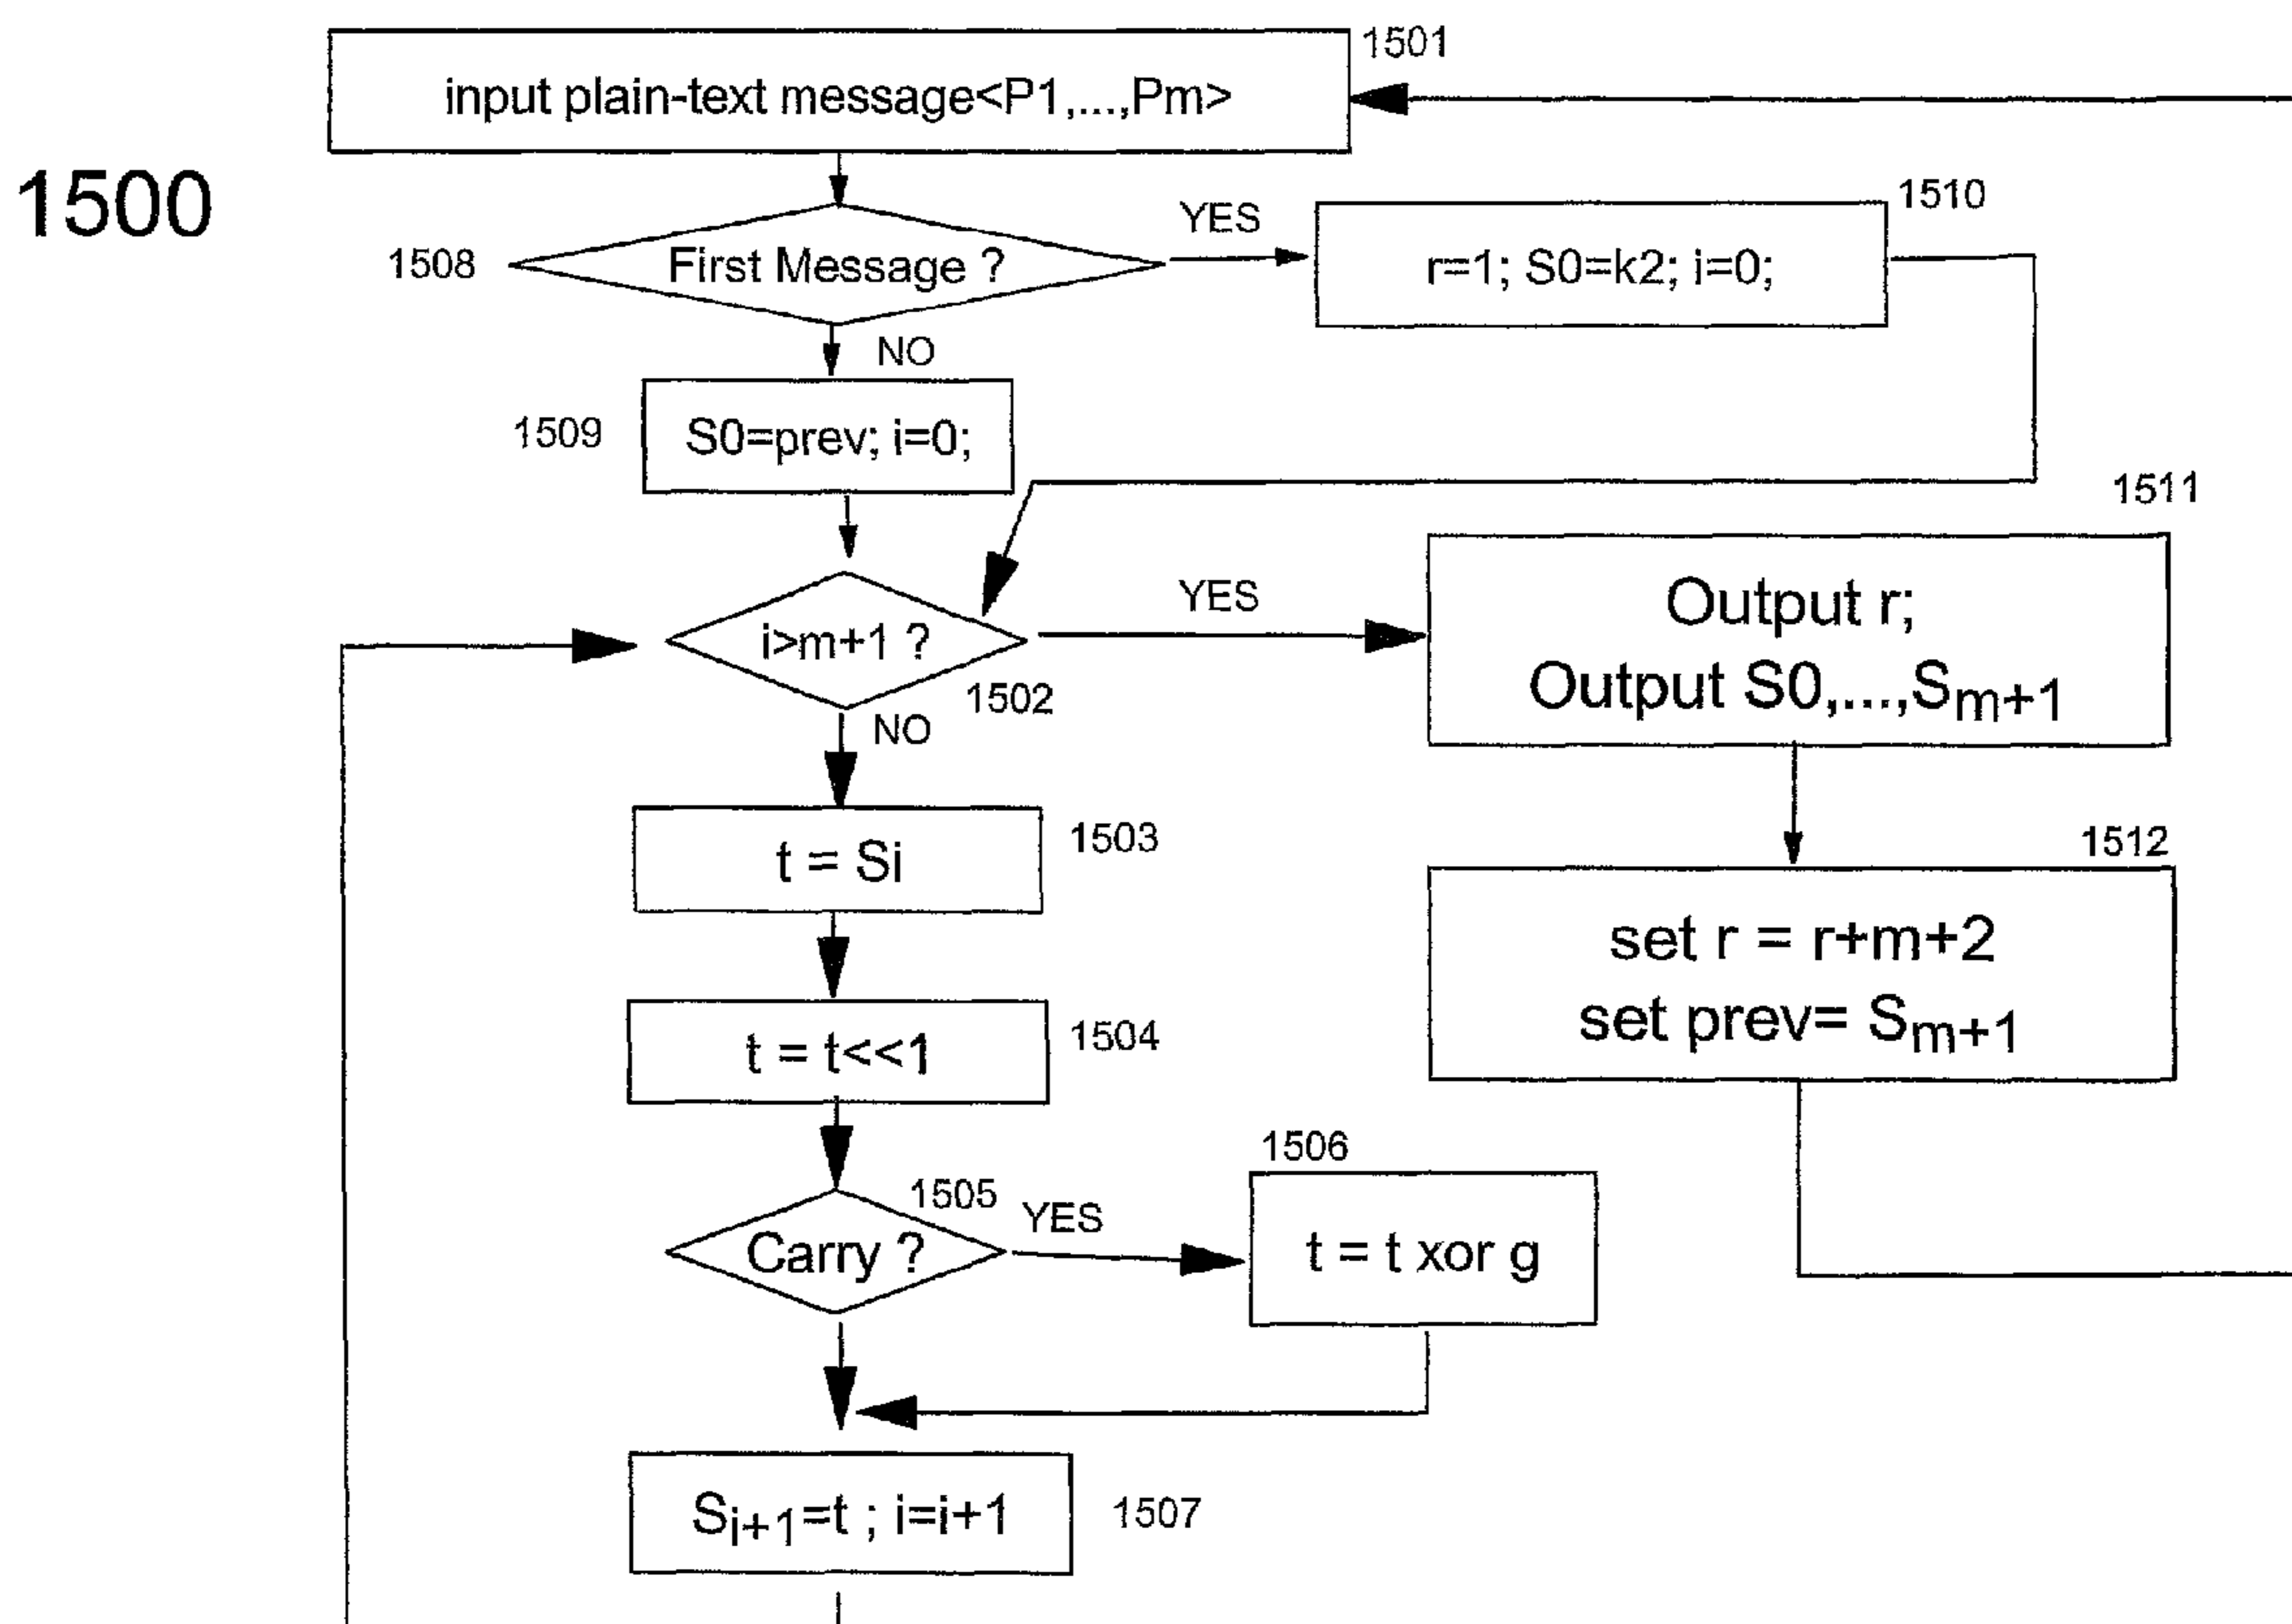 1500
1501
input plain-text message<P1,...,Pm>
1508
First Message ?
YES
1510
r=1; S0=k2; i=0;
NO
1509
S0=prev; i=0;
i>m+1 ?
1502
YES
1511
Output r;
Output S0,...,Sm+1
NO
1503
t = Si
1512
set r = r+m+2
set prev= Sm+1
1504
t = t<<1
1505
Carry ?
YES
1506
t = t xor g
Si+1=t ; i=i+1
1507